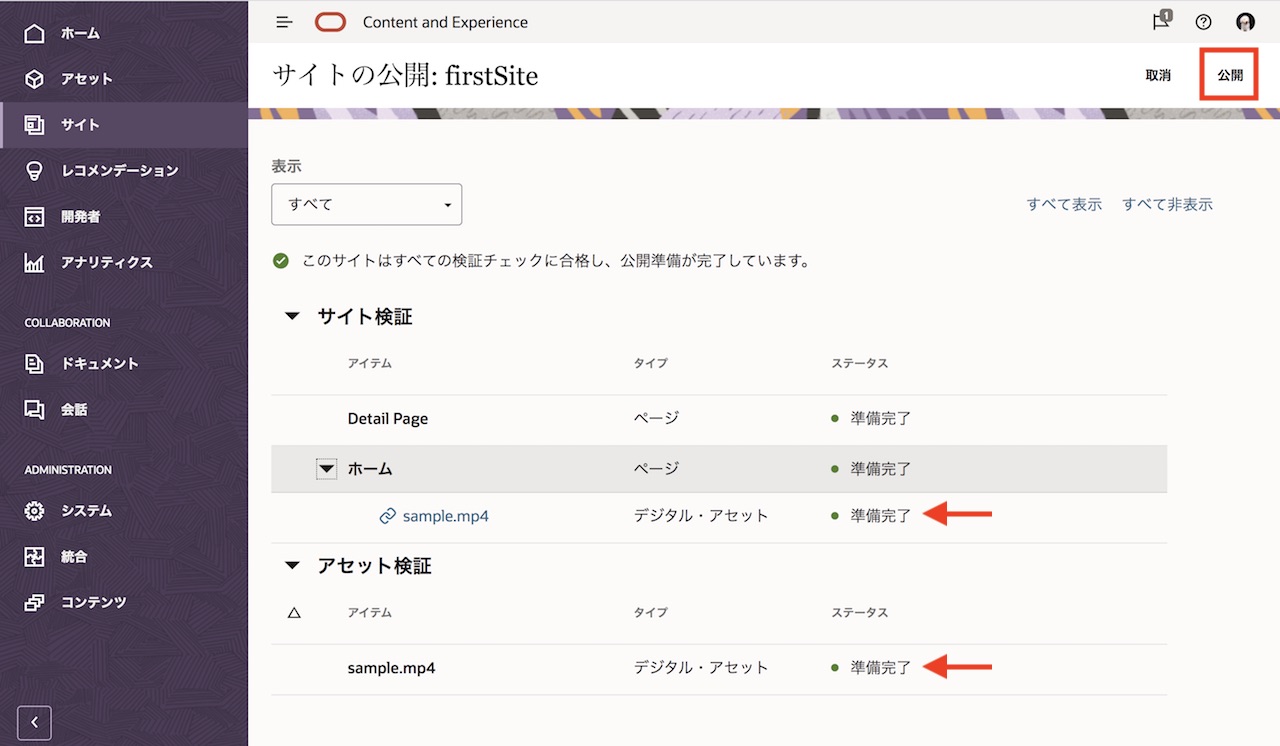 ホーム
アセット
サイト
レコメンデーション
開発者
アナリティクス
COLLABORATION
ドキュメント
会話
ADMINISTRATION
システム
統合
コンテンツ
Content and Experience
1
サイトの公開: firstSite
取消
公開
表示
すべて
すべて表示 すべて非表示
このサイトはすべての検証チェックに合格し、公開準備が完了しています。
サイト検証
アイテム タイプ ステータス
Detail Page ページ 準備完了
ホーム ページ 準備完了
sample.mp4 デジタル・アセット 準備完了
アセット検証
アイテム タイプ ステータス
sample.mp4 デジタル・アセット 準備完了